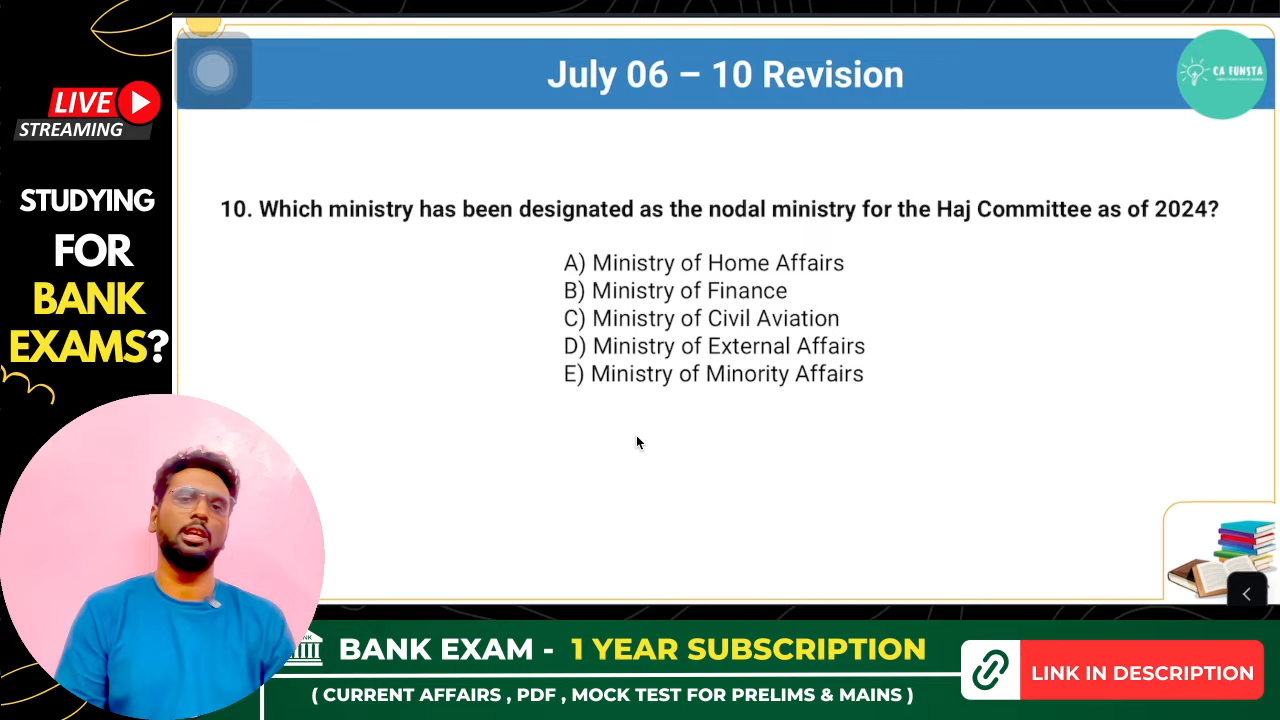 LIVE
STREAMING
STUDYING
FOR
BANK
EXAMS?
July 06 – 10 Revision
CA FUNSTA
10. Which ministry has been designated as the nodal ministry for the Haj Committee as of 2024?
A) Ministry of Home Affairs
B) Ministry of Finance
C) Ministry of Civil Aviation
D) Ministry of External Affairs
E) Ministry of Minority Affairs
BANK EXAM - 1 YEAR SUBSCRIPTION
( CURRENT AFFAIRS , PDF , MOCK TEST FOR PRELIMS & MAINS )
LINK IN DESCRIPTION